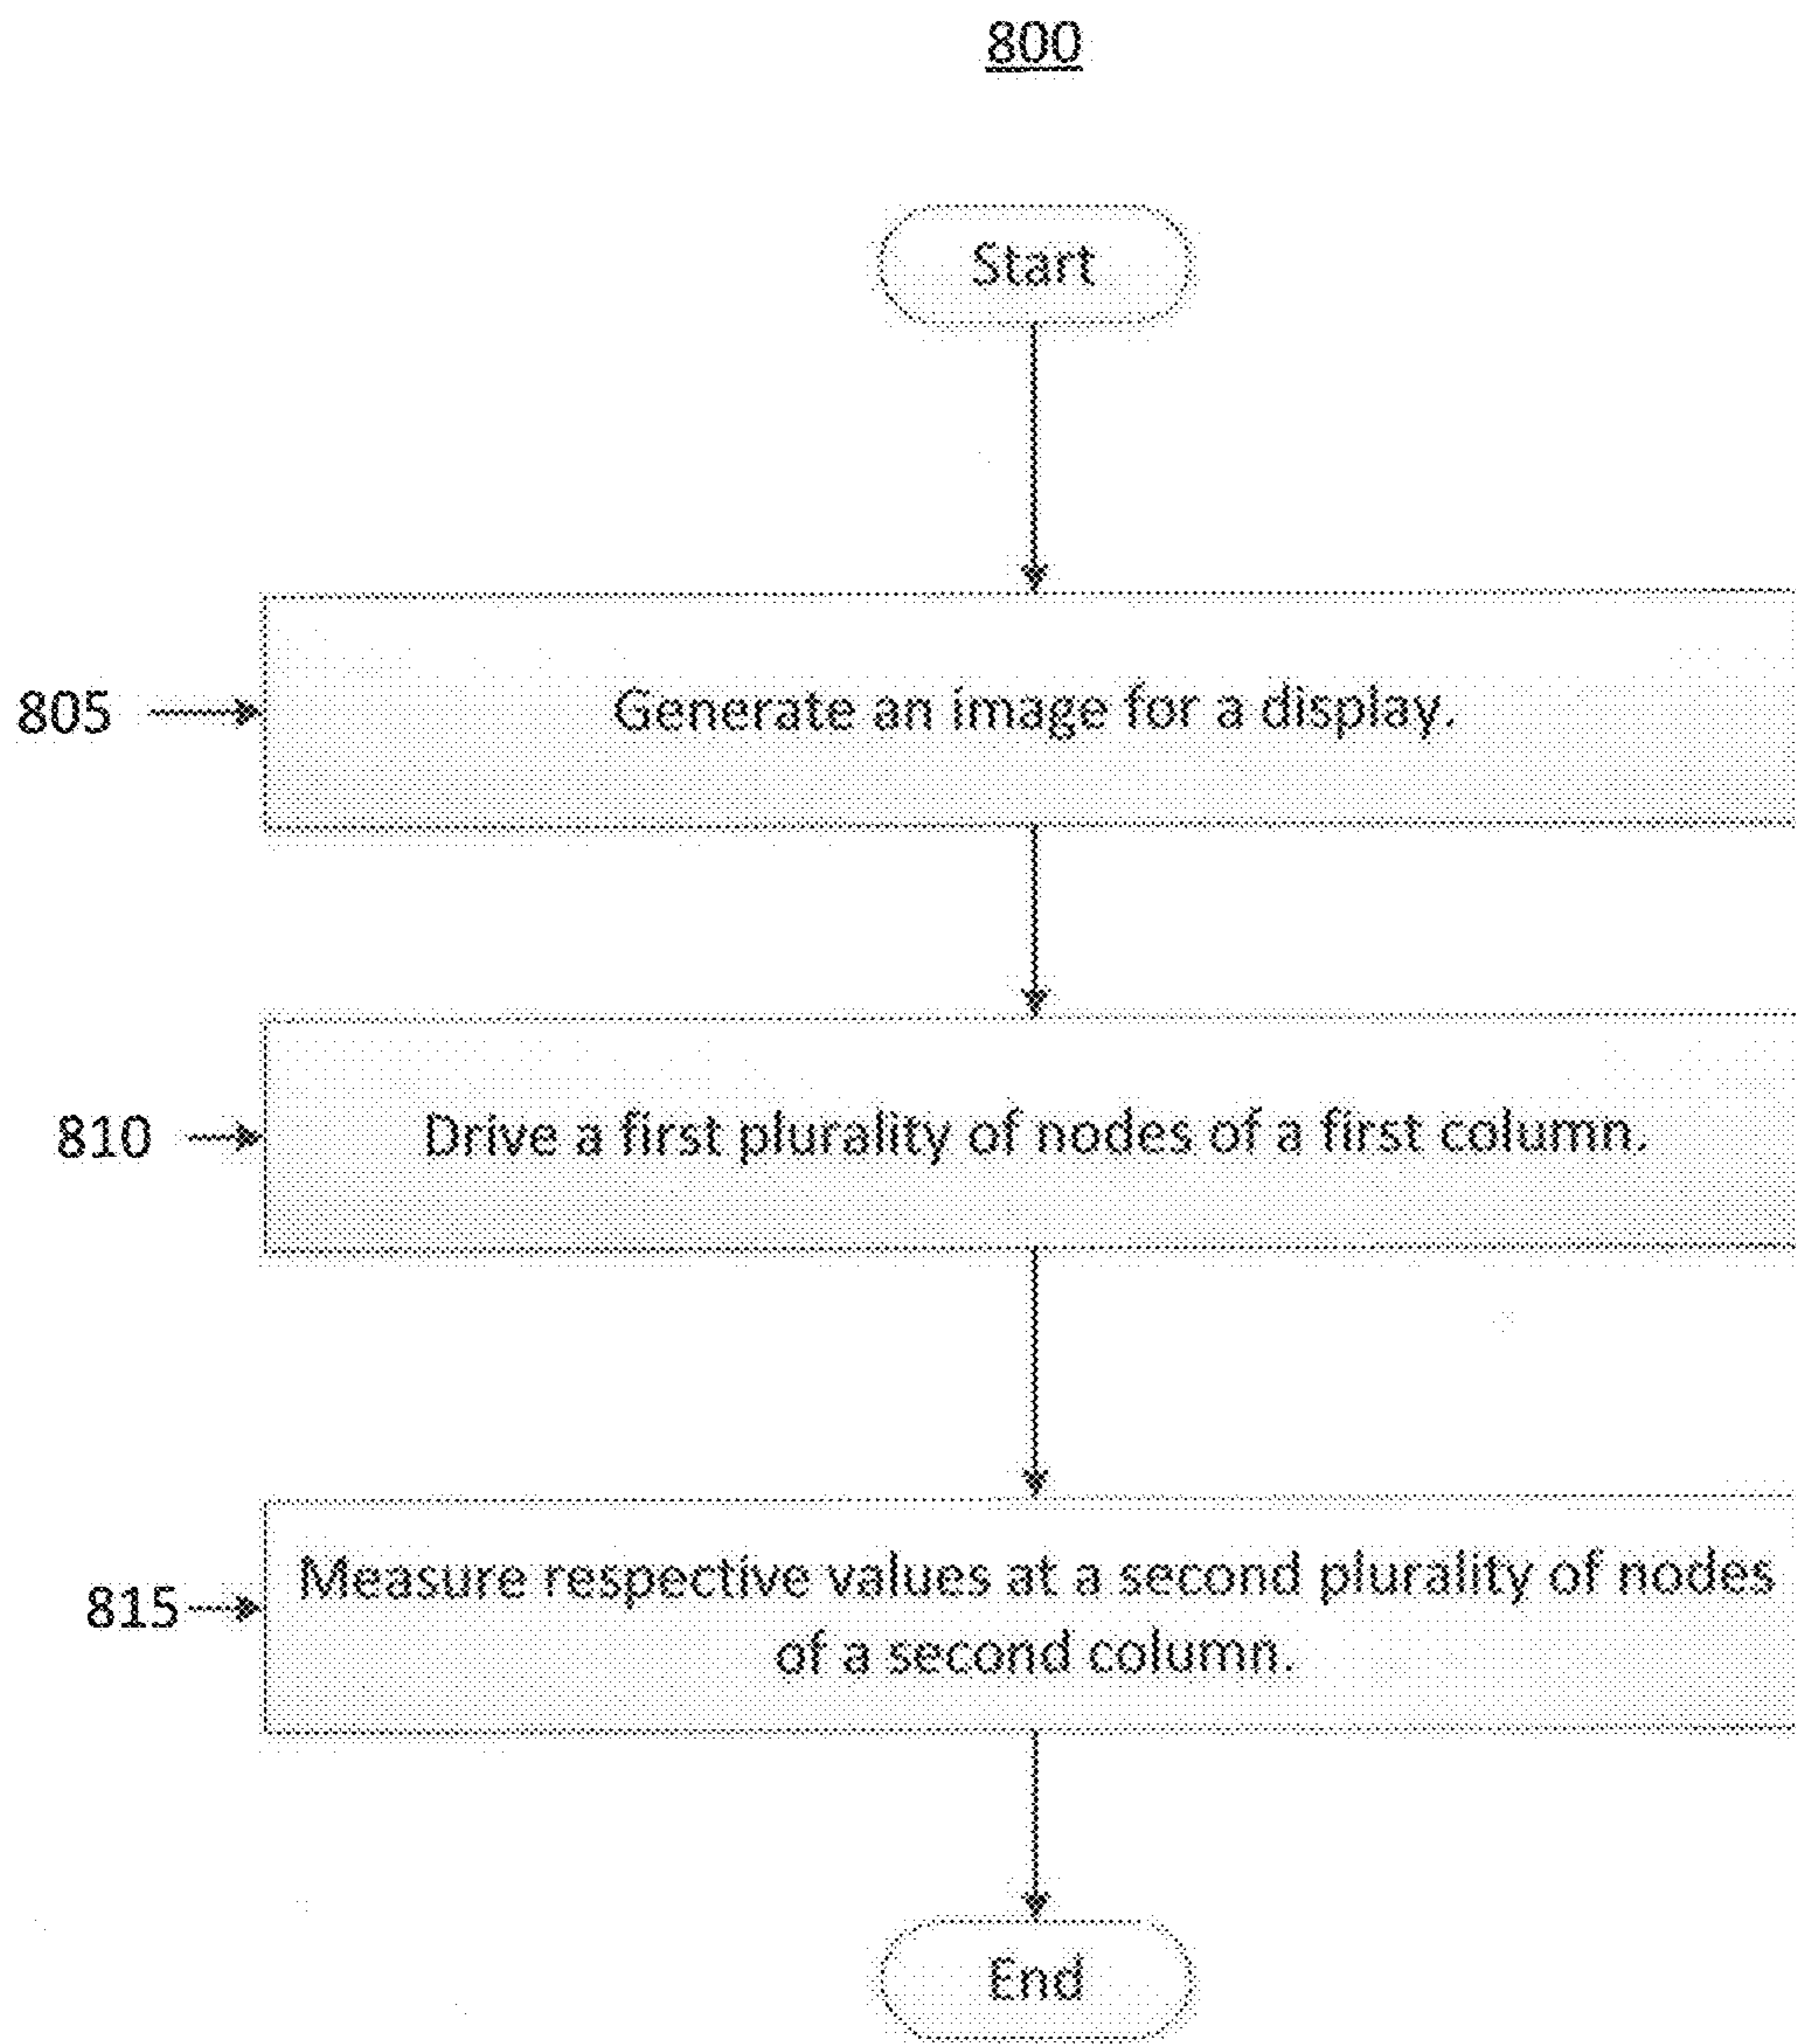 800
Start
805
Generate an image for a display.
810
Drive a first plurality of nodes of a first column.
815
Measure respective values at a second plurality of nodes
of a second column.
End